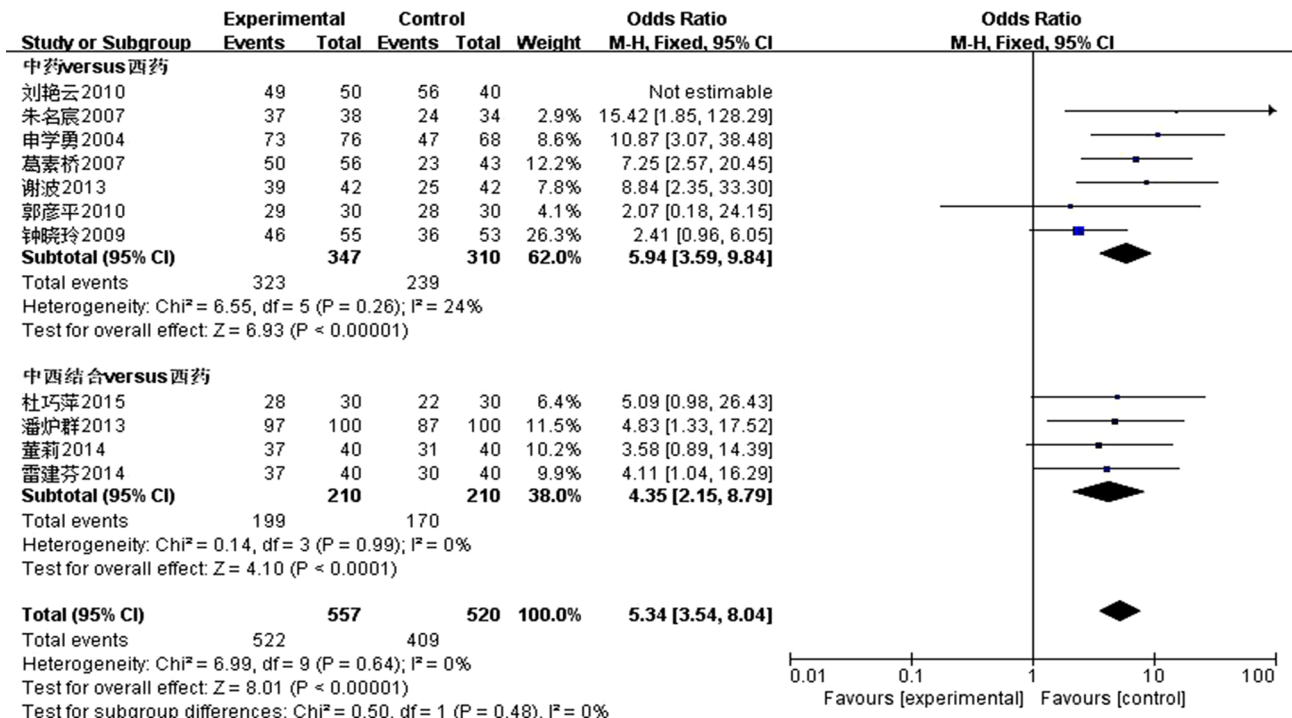 Experimental Control Odds Ratio Odds Ratio
Study or Subgroup Events Total Events Total Weight M-H, Fixed, 95% CI M-H, Fixed, 95% CI
中药versus西药
刘艳云2010 49 50 56 40 Not estimable
朱名宸2007 37 38 24 34 2.9% 15.42 [1.85, 128.29]
申学勇2004 73 76 47 68 8.6% 10.87 [3.07, 38.48]
葛素桥2007 50 56 23 43 12.2% 7.25 [2.57, 20.45]
谢波2013 39 42 25 42 7.8% 8.84 [2.35, 33.30]
郭彦平2010 29 30 28 30 4.1% 2.07 [0.18, 24.15]
钟晓玲2009 46 55 36 53 26.3% 2.41 [0.96, 6.05]
Subtotal (95% CI) 347 310 62.0% 5.94 [3.59, 9.84]
Total events 323 239
Heterogeneity: Chi² = 6.55, df = 5 (P = 0.26); I² = 24%
Test for overall effect: Z = 6.93 (P < 0.00001)
中西结合versus西药
杜巧萍2015 28 30 22 30 6.4% 5.09 [0.98, 26.43]
潘炉群2013 97 100 87 100 11.5% 4.83 [1.33, 17.52]
董莉2014 37 40 31 40 10.2% 3.58 [0.89, 14.39]
雷建芬2014 37 40 30 40 9.9% 4.11 [1.04, 16.29]
Subtotal (95% CI) 210 210 38.0% 4.35 [2.15, 8.79]
Total events 199 170
Heterogeneity: Chi² = 0.14, df = 3 (P = 0.99); I² = 0%
Test for overall effect: Z = 4.10 (P < 0.0001)
Total (95% CI) 557 520 100.0% 5.34 [3.54, 8.04]
Total events 522 409
Heterogeneity: Chi² = 6.99, df = 9 (P = 0.64); I² = 0%
Test for overall effect: Z = 8.01 (P < 0.00001)
Test for subgroup differences: Chi² = 0.50, df = 1 (P = 0.48), I² = 0%
0.01 0.1 1 10 100
Favours [experimental] Favours [control]